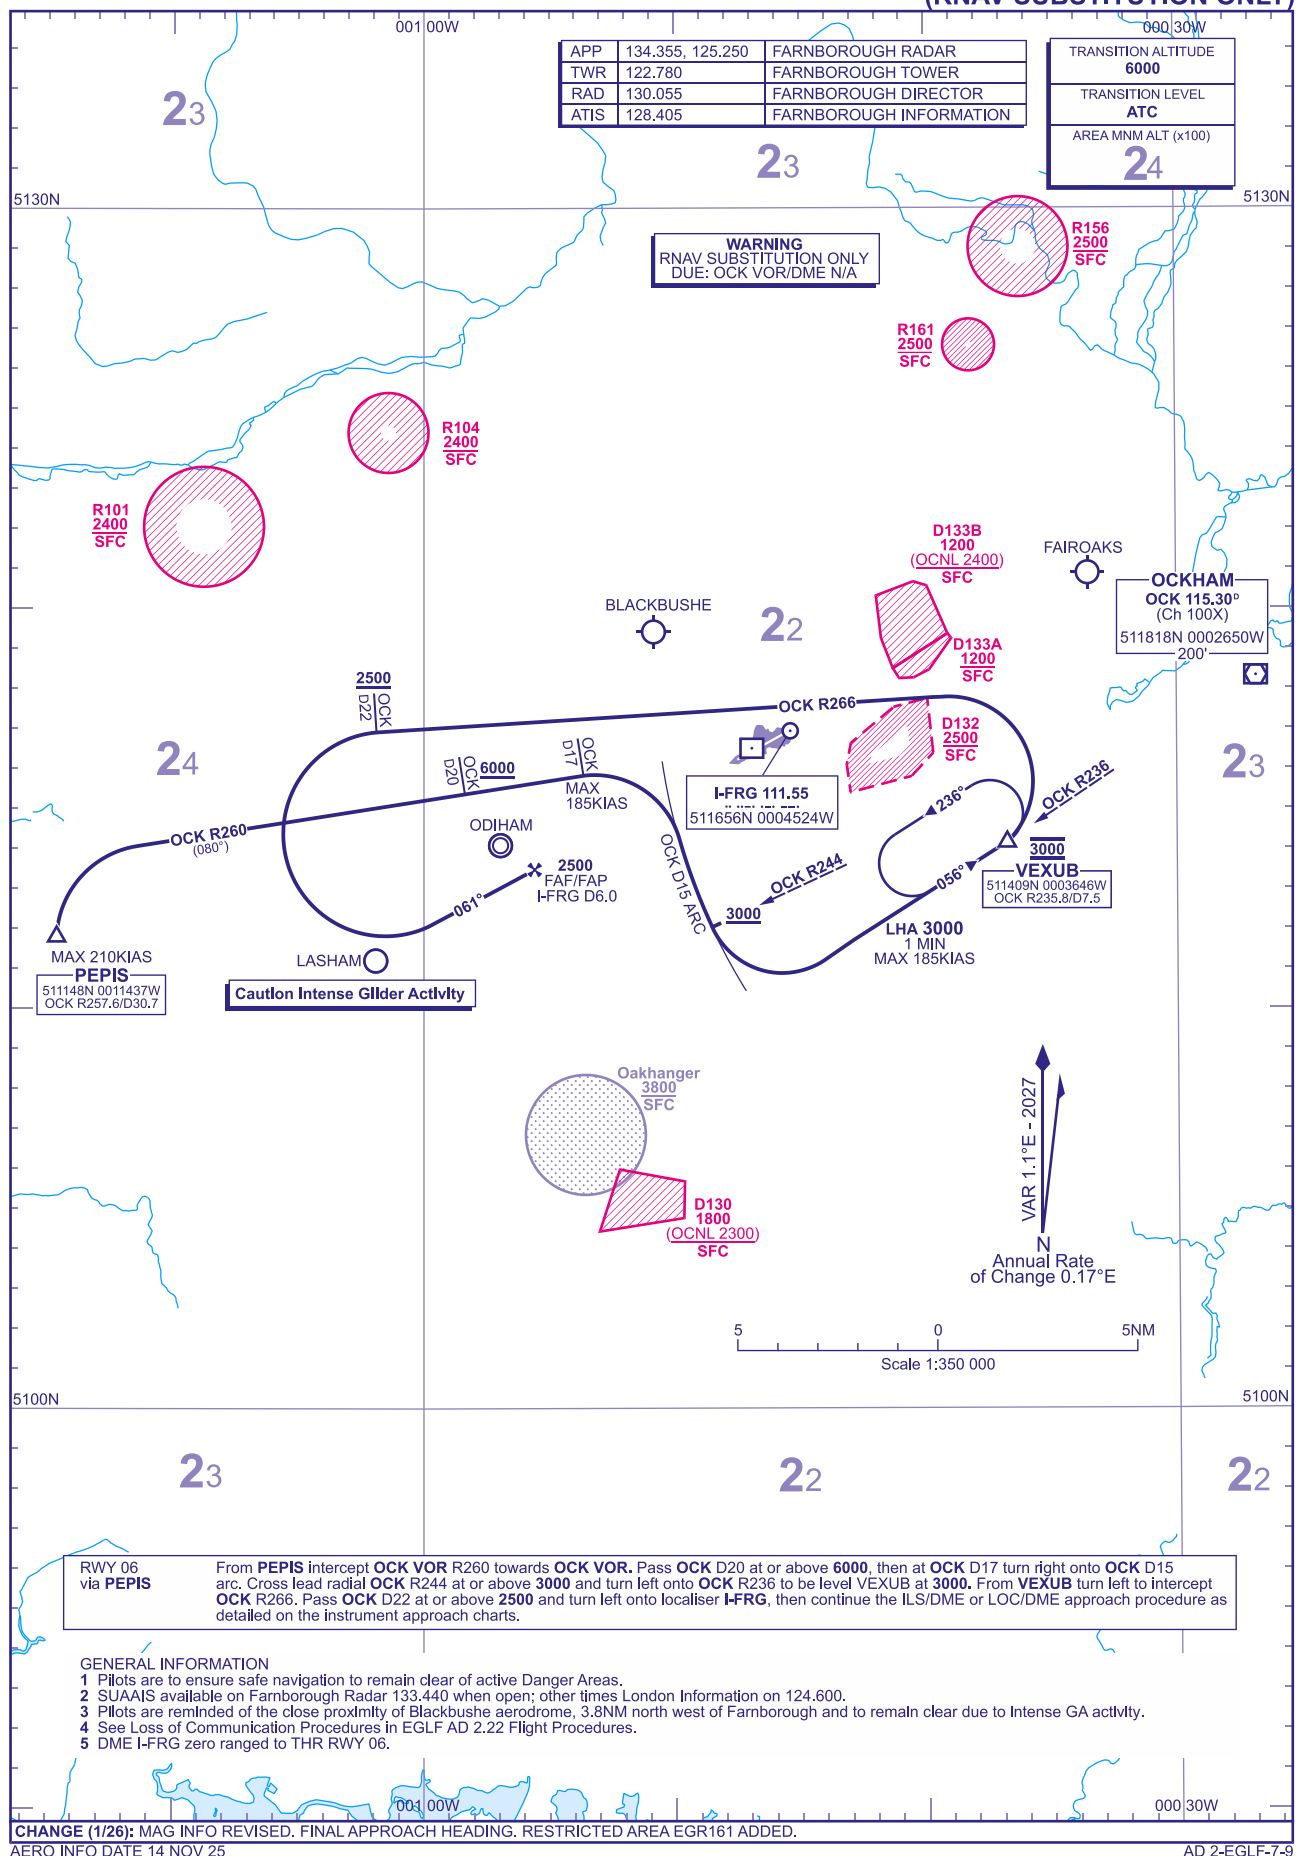 (RNAV SUBSTITUTION ONLY)
001 00W
000 30W
APP 134.355, 125.250 FARNBOROUGH RADAR
TWR 122.780 FARNBOROUGH TOWER
RAD 130.055 FARNBOROUGH DIRECTOR
ATIS 128.405 FARNBOROUGH INFORMATION
TRANSITION ALTITUDE
6000
TRANSITION LEVEL
ATC
AREA MNM ALT (x100)
24
23
23
5130N
5130N
WARNING
RNAV SUBSTITUTION ONLY
DUE: OCK VOR/DME N/A
R156
2500
SFC
R161
2500
SFC
R104
2400
SFC
R101
2400
SFC
D133B
1200
(OCNL 2400)
SFC
FAIROAKS
OCKHAM
OCK 115.30ᴰ
(Ch 100X)
511818N 0002650W
200'
BLACKBUSHE
22
D133A
1200
SFC
2500
OCK
D22
OCK R266
D132
2500
SFC
24
23
OCK
D20
6000
OCK
D17
MAX
185KIAS
I-FRG 111.55
511656N 0004524W
236°
OCK R236
OCK R260
(080°)
ODIHAM
2500
FAF/FAP
I-FRG D6.0
061°
OCK D15 ARC
OCK R244
3000
056°
3000
VEXUB
511409N 0003646W
OCK R235.8/D7.5
LHA 3000
1 MIN
MAX 185KIAS
MAX 210KIAS
PEPIS
511148N 0011437W
OCK R257.6/D30.7
LASHAM
Caution Intense Glider Activity
Oakhanger
3800
SFC
D130
1800
(OCNL 2300)
SFC
VAR 1.1°E - 2027
N
Annual Rate
of Change 0.17°E
5 0 5NM
Scale 1:350 000
5100N
5100N
23
22
22
RWY 06 From PEPIS intercept OCK VOR R260 towards OCK VOR. Pass OCK D20 at or above 6000, then at OCK D17 turn right onto OCK D15
via PEPIS arc. Cross lead radial OCK R244 at or above 3000 and turn left onto OCK R236 to be level VEXUB at 3000. From VEXUB turn left to intercept
OCK R266. Pass OCK D22 at or above 2500 and turn left onto localiser I-FRG, then continue the ILS/DME or LOC/DME approach procedure as
detailed on the instrument approach charts.
GENERAL INFORMATION
1 Pilots are to ensure safe navigation to remain clear of active Danger Areas.
2 SUAAIS available on Farnborough Radar 133.440 when open; other times London Information on 124.600.
3 Pilots are reminded of the close proximity of Blackbushe aerodrome, 3.8NM north west of Farnborough and to remain clear due to intense GA activity.
4 See Loss of Communication Procedures in EGLF AD 2.22 Flight Procedures.
5 DME I-FRG zero ranged to THR RWY 06.
001 00W
000 30W
CHANGE (1/26): MAG INFO REVISED. FINAL APPROACH HEADING. RESTRICTED AREA EGR161 ADDED.
AERO INFO DATE 14 NOV 25
AD 2-EGLF-7-9